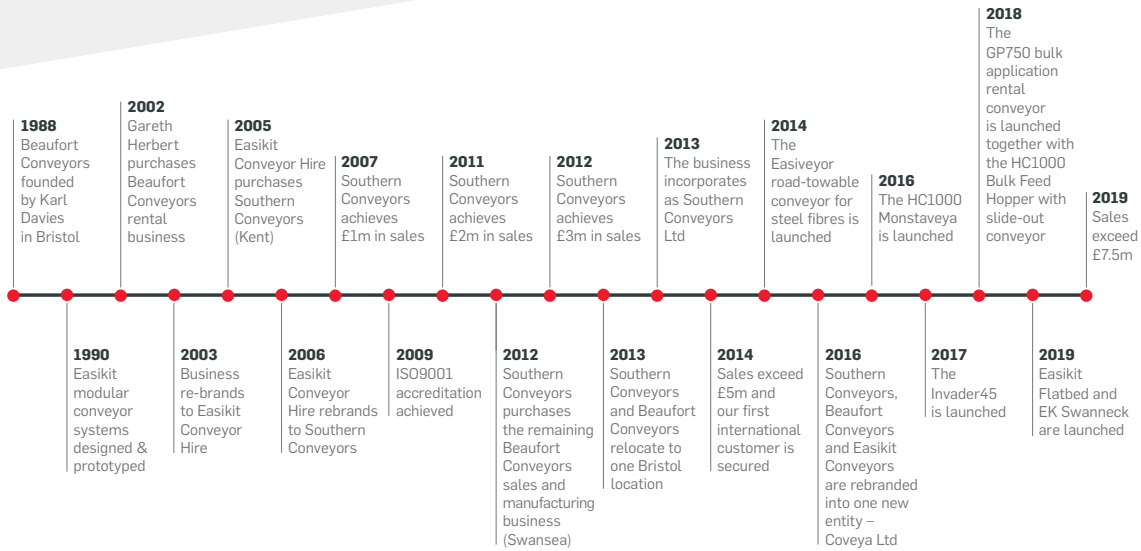 1988
Beaufort
Conveyors
founded
by Karl
Davies
in Bristol
1990
Easikit
modular
conveyor
systems
designed &
prototyped
2002
Gareth
Herbert
purchases
Beaufort
Conveyors
rental
business
2003
Business
re-brands
to Easikit
Conveyor
Hire
2005
Easikit
Conveyor Hire
purchases
Southern
Conveyors
(Kent)
2006
Easikit
Conveyor
Hire rebrands
to Southern
Conveyors
2007
Southern
Conveyors
achieves
£1m in sales
2009
ISO9001
accreditation
achieved
2011
Southern
Conveyors
achieves
£2m in sales
2012
Southern
Conveyors
purchases
the remaining
Beaufort
Conveyors
sales and
manufacturing
business
(Swansea)
2012
Southern
Conveyors
achieves
£3m in sales
2013
Southern
Conveyors
and Beaufort
Conveyors
relocate to
one Bristol
location
2013
The business
incorporates
as Southern
Conveyors
Ltd
2014
Sales exceed
£5m and
our first
international
customer is
secured
2014
The
Easiveyor
road-towable
conveyor for
steel fibres is
launched
2016
Southern
Conveyors,
Beaufort
Conveyors
and Easikit
Conveyors
are rebranded
into one new
entity –
Coveya Ltd
2016
The HC1000
Monstaveya
is launched
2017
The
Invader45
is launched
2018
The
GP750 bulk
application
rental
conveyor
is launched
together with
the HC1000
Bulk Feed
Hopper with
slide-out
conveyor
2019
Easikit
Flatbed and
EK Swanneck
are launched
2019
Sales
exceed
£7.5m